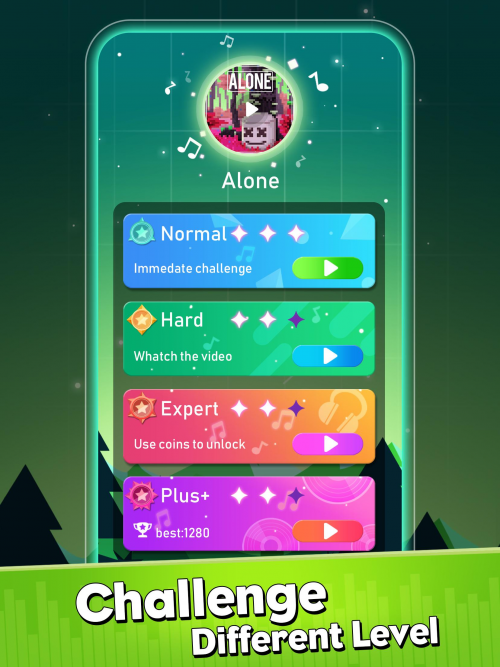 ALONE
Alone
Normal
Immedate challenge
Hard
Whatch the video
Expert
Use coins to unlock
Plus+
best:1280
Challenge
Different Level